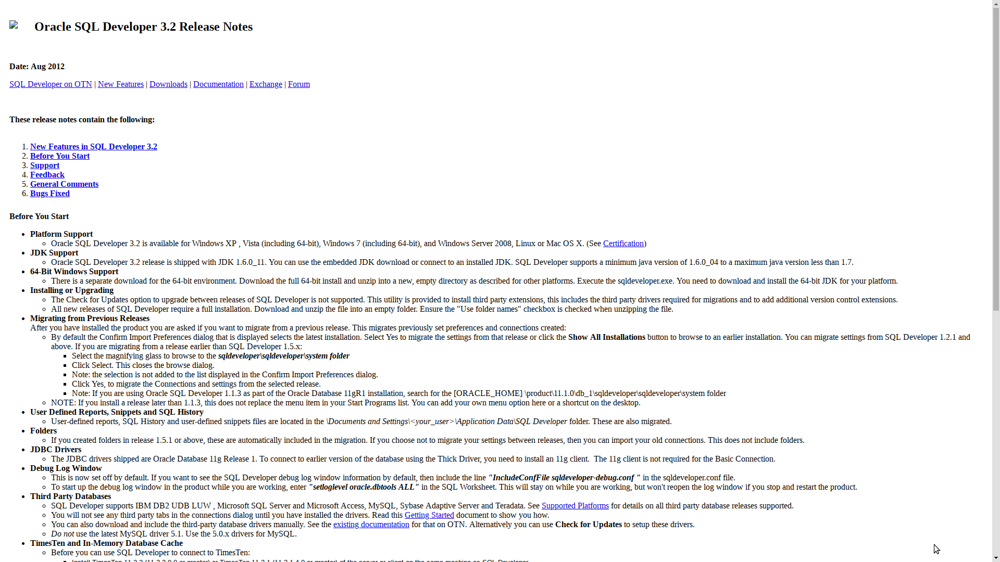 Oracle SQL Developer 3.2 Release Notes
Date: Aug 2012
SQL Developer on OTN | New Features | Downloads | Documentation | Exchange | Forum
These release notes contain the following:
1. New Features in SQL Developer 3.2
2. Before You Start
3. Support
4. Feedback
5. General Comments
6. Bugs Fixed
Before You Start
Platform Support
Oracle SQL Developer 3.2 is available for Windows XP , Vista (including 64-bit), Windows 7 (including 64-bit), and Windows Server 2008, Linux or Mac OS X. (See Certification)
JDK Support
Oracle SQL Developer 3.2 release is shipped with JDK 1.6.0_11. You can use the embedded JDK download or connect to an installed JDK. SQL Developer supports a minimum java version of 1.6.0_04 to a maximum java version less than 1.7.
64-Bit Windows Support
There is a separate download for the 64-bit environment. Download the full 64-bit install and unzip into a new, empty directory as described for other platforms. Execute the sqldeveloper.exe. You need to download and install the 64-bit JDK for your platform.
Installing or Upgrading
The Check for Updates option to upgrade between releases of SQL Developer is not supported. This utility is provided to install third party extensions, this includes the third party drivers required for migrations and to add additional version control extensions.
All new releases of SQL Developer require a full installation. Download and unzip the file into an empty folder. Ensure the "Use folder names" checkbox is checked when unzipping the file.
Migrating from Previous Releases
After you have installed the product you are asked if you want to migrate from a previous release. This migrates previously set preferences and connections created:
By default the Confirm Import Preferences dialog that is displayed selects the latest installation. Select Yes to migrate the settings from that release or click the Show All Installations button to browse to an earlier installation. You can migrate settings from SQL Developer 1.2.1 and
above. If you are migrating from a release earlier than SQL Developer 1.5.x:
Select the magnifying glass to browse to the sqldeveloper\sqldeveloper\system folder
Click Select. This closes the browse dialog.
Note: the selection is not added to the list displayed in the Confirm Import Preferences dialog.
Click Yes, to migrate the Connections and settings from the selected release.
Note: If you are using Oracle SQL Developer 1.1.3 as part of the Oracle Database 11gR1 installation, search for the [ORACLE_HOME] \product\11.1.0\db_1\sqldeveloper\sqldeveloper\system folder
NOTE: If you install a release later than 1.1.3, this does not replace the menu item in your Start Programs list. You can add your own menu option here or a shortcut on the desktop.
User Defined Reports, Snippets and SQL History
User-defined reports, SQL History and user-defined snippets files are located in the \Documents and Settings\<your_user>\Application Data\SQL Developer folder. These are also migrated.
Folders
If you created folders in release 1.5.1 or above, these are automatically included in the migration. If you choose not to migrate your settings between releases, then you can import your old connections. This does not include folders.
JDBC Drivers
The JDBC drivers shipped are Oracle Database 11g Release 1. To connect to earlier version of the database using the Thick Driver, you need to install an 11g client.  The 11g client is not required for the Basic Connection.
Debug Log Window
This is now set off by default. If you want to see the SQL Developer debug log window information by default, then include the line "IncludeConfFile sqldeveloper-debug.conf " in the sqldeveloper.conf file.
To start up the debug log window in the product while you are working, enter "setloglevel oracle.dbtools ALL" in the SQL Worksheet. This will stay on while you are working, but won't reopen the log window if you stop and restart the product.
Third Party Databases
SQL Developer supports IBM DB2 UDB LUW , Microsoft SQL Server and Microsoft Access, MySQL, Sybase Adaptive Server and Teradata. See Supported Platforms for details on all third party database releases supported.
You will not see any third party tabs in the connections dialog until you have installed the drivers. Read this Getting Started document to show you how.
You can also download and include the third-party database drivers manually. See the existing documentation for that on OTN. Alternatively you can use Check for Updates to setup these drivers.
Do not use the latest MySQL driver 5.1. Use the 5.0.x drivers for MySQL.
TimesTen and In-Memory Database Cache
Before you can use SQL Developer to connect to TimesTen: